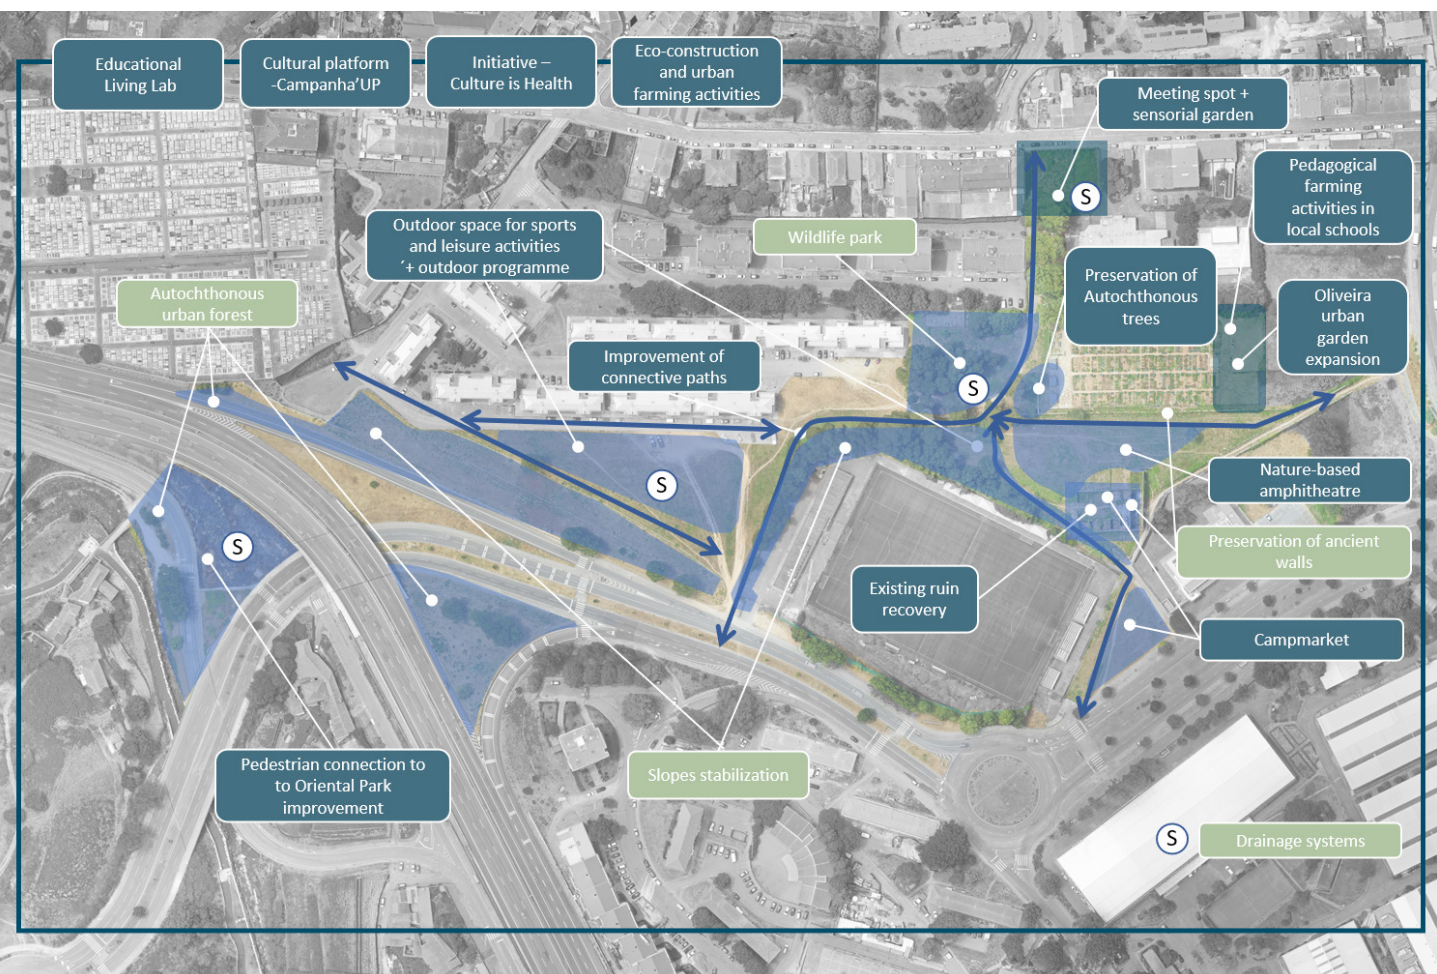 Educational
Living Lab
Cultural platform
-Campanha'UP
Initiative –
Culture is Health
Eco-construction
and urban
farming activities
Meeting spot +
sensorial garden
Pedagogical
farming
activities in
local schools
S
Outdoor space for sports
and leisure activities
´+ outdoor programme
Wildlife park
Preservation of
Autochthonous
trees
Oliveira
urban
garden
expansion
Autochthonous
urban forest
Improvement of
connective paths
S
Nature-based
amphitheatre
S
S
Preservation of ancient
walls
Existing ruin
recovery
Campmarket
Pedestrian connection to
to Oriental Park
improvement
Slopes stabilization
S
Drainage systems